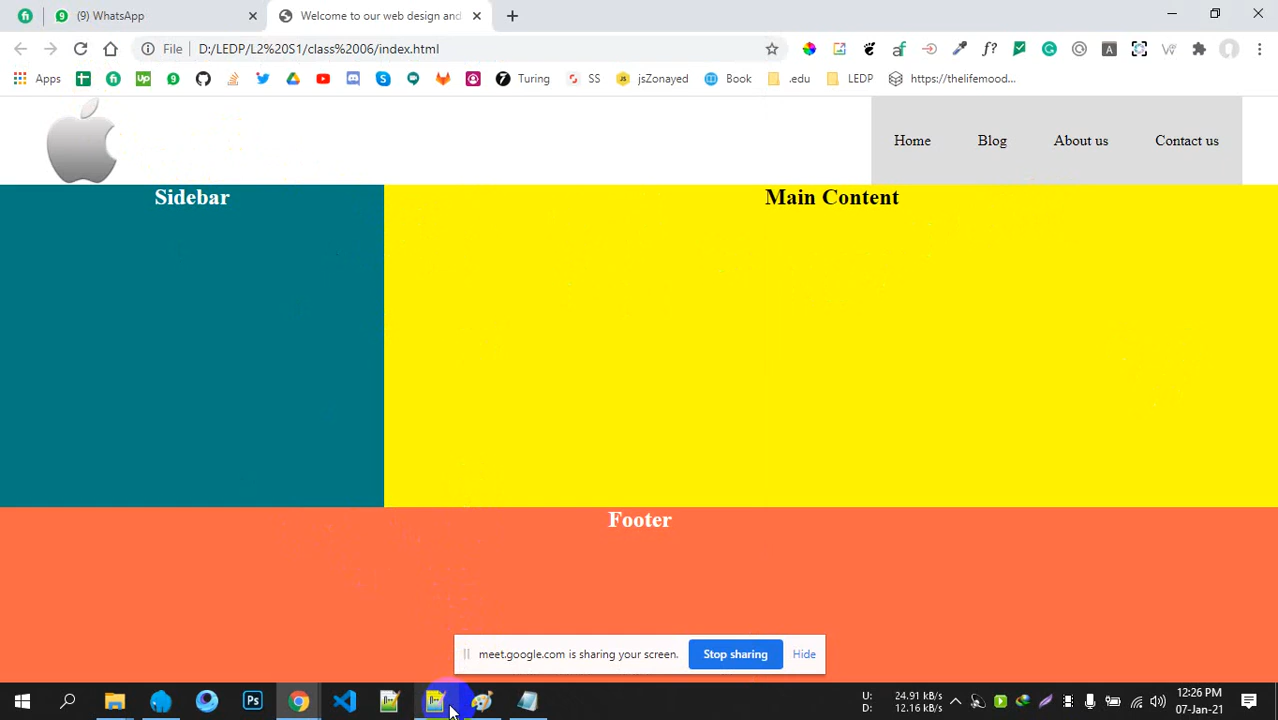 (9) WhatsApp
Welcome to our web design and
File D:/LEDP/L2%20S1/class%2006/index.html
Apps Turing SS jsZonayed Book .edu LEDP https://thelifemood...
Home Blog About us Contact us
Sidebar Main Content
Footer
meet.google.com is sharing your screen. Stop sharing Hide
U: 24.91 kB/s
D: 12.16 kB/s
12:26 PM
07-Jan-21